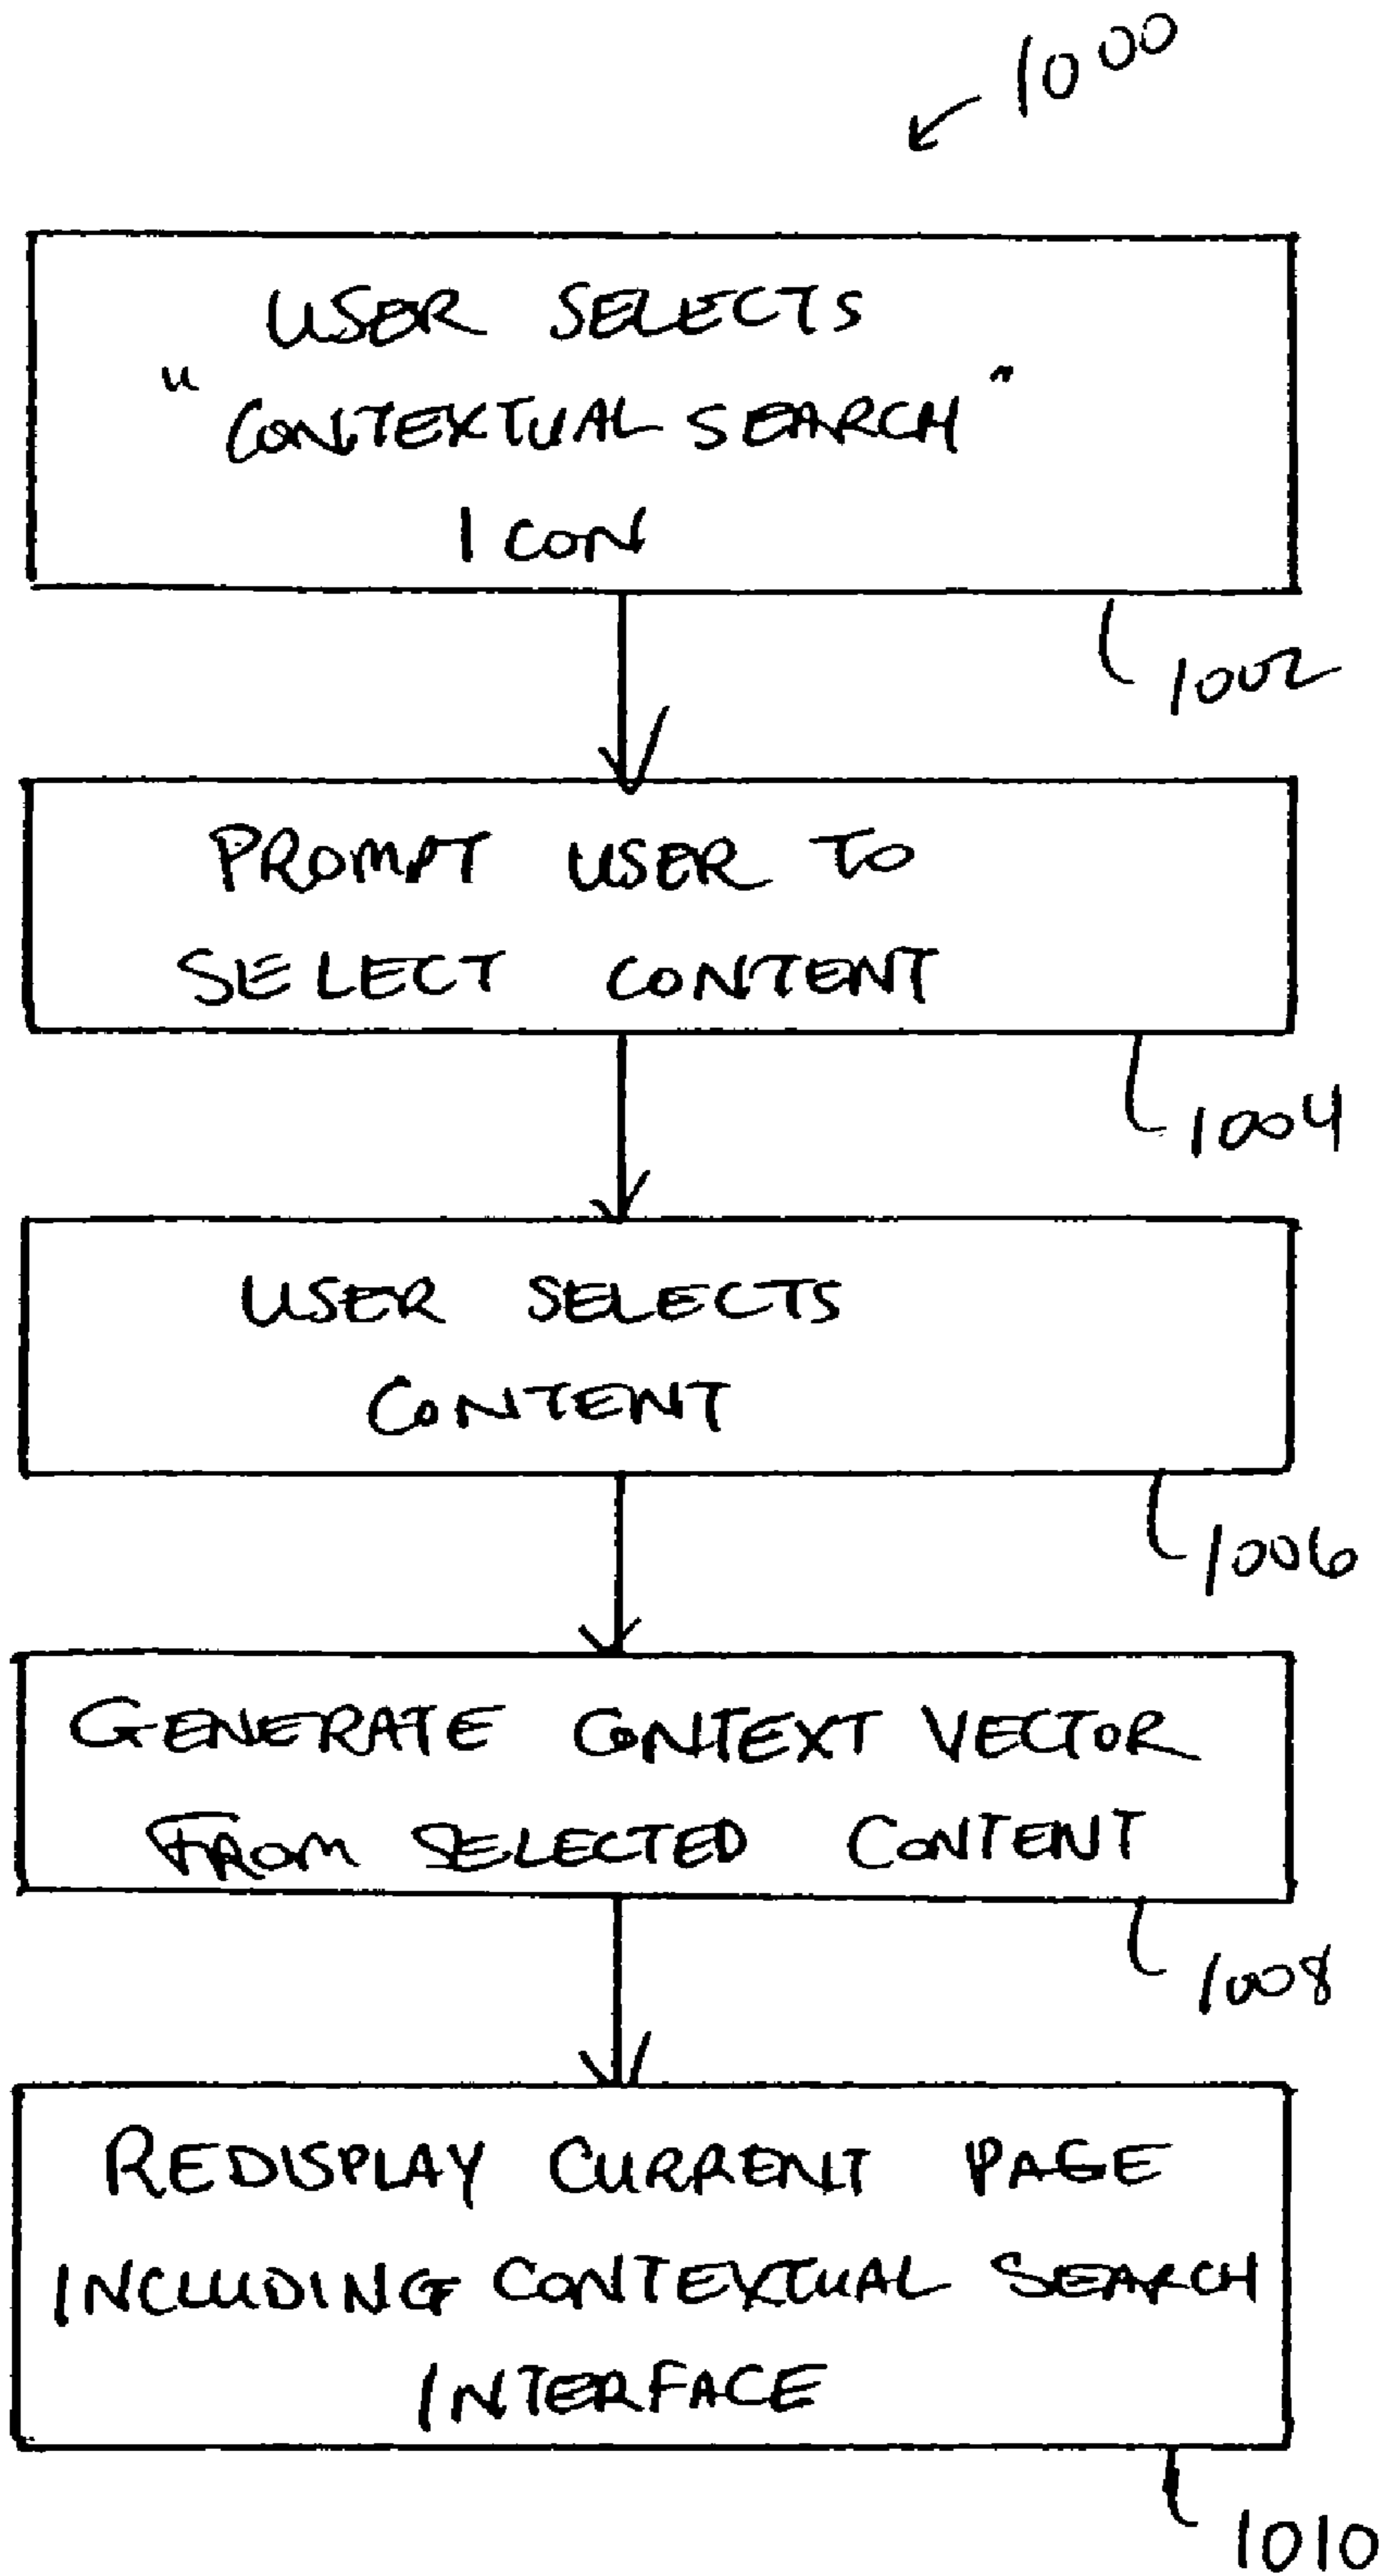 1000
USER SELECTS
"CONTEXTUAL SEARCH"
ICON
1002
PROMPT USER TO
SELECT CONTENT
1004
USER SELECTS
CONTENT
1006
GENERATE CONTEXT VECTOR
FROM SELECTED CONTENT
1008
REDISPLAY CURRENT PAGE
INCLUDING CONTEXTUAL SEARCH
INTERFACE
1010